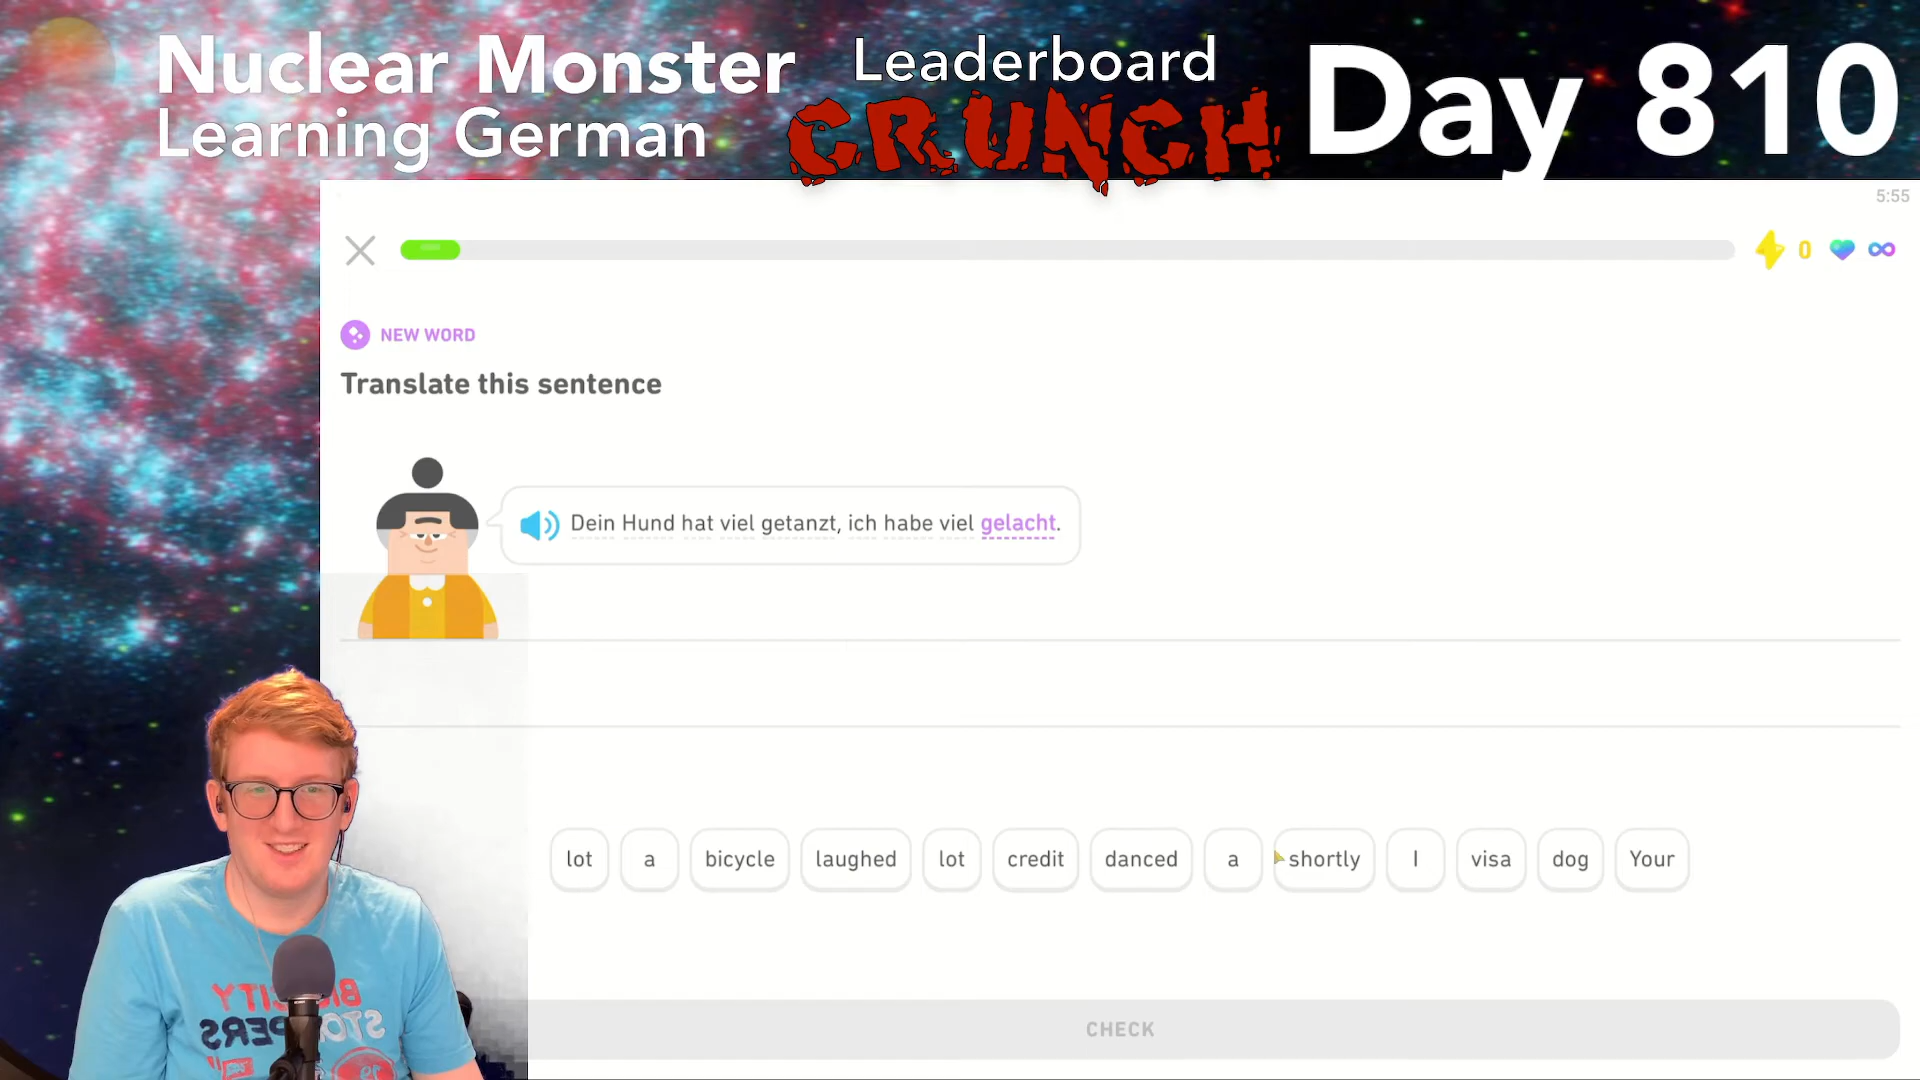 Nuclear Monster
Learning German
Leaderboard
CRUNCH
Day 810
5:55
0
NEW WORD
Translate this sentence
Dein Hund hat viel getanzt, ich habe viel gelacht.
lot a bicycle laughed lot credit danced a shortly I visa dog Your
CHECK
CITY